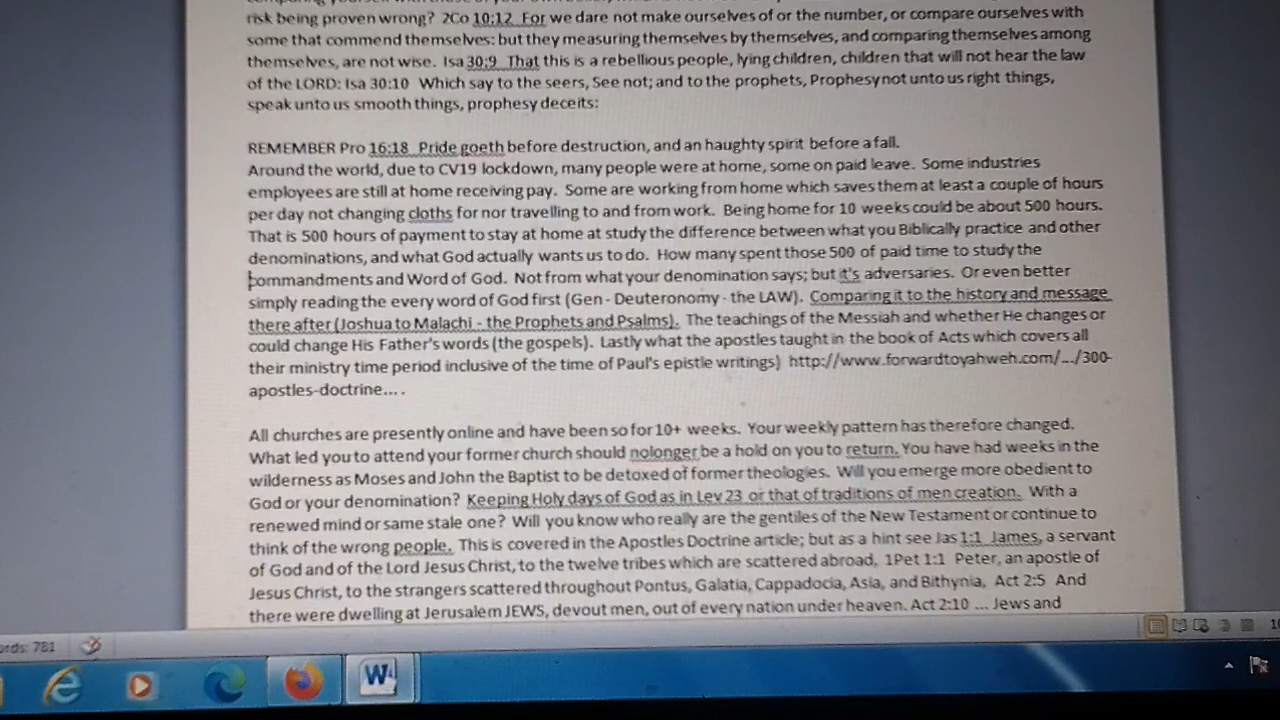 risk being proven wrong? 2Co 10:12 For we dare not make ourselves of or the number, or compare ourselves with
some that commend themselves: but they measuring themselves by themselves, and comparing themselves among
themselves, are not wise. Isa 30:9 That this is a rebellious people, lying children, children that will not hear the law
of the LORD: Isa 30:10 Which say to the seers, See not; and to the prophets, Prophesy not unto us right things,
speak unto us smooth things, prophesy deceits:
REMEMBER Pro 16:18 Pride goeth before destruction, and an haughty spirit before a fall.
Around the world, due to CV19 lockdown, many people were at home, some on paid leave. Some industries
employees are still at home receiving pay. Some are working from home which saves them at least a couple of hours
per day not changing cloths for nor travelling to and from work. Being home for 10 weeks could be about 500 hours.
That is 500 hours of payment to stay at home at study the difference between what you Biblically practice and other
denominations, and what God actually wants us to do. How many spent those 500 of paid time to study the
commandments and Word of God. Not from what your denomination says; but it's adversaries. Or even better
simply reading the every word of God first (Gen - Deuteronomy - the LAW). Comparing it to the history and message
there after (Joshua to Malachi - the Prophets and Psalms). The teachings of the Messiah and whether He changes or
could change His Father's words (the gospels). Lastly what the apostles taught in the book of Acts which covers all
their ministry time period inclusive of the time of Paul's epistle writings) http://www.forwardtoyahweh.com/.../300-
apostles-doctrine... .
All churches are presently online and have been so for 10+ weeks. Your weekly pattern has therefore changed.
What led you to attend your former church should nolonger be a hold on you to return. You have had weeks in the
wilderness as Moses and John the Baptist to be detoxed of former theologies. Will you emerge more obedient to
God or your denomination? Keeping Holy days of God as in Lev 23 or that of traditions of men creation. With a
renewed mind or same stale one? Will you know who really are the gentiles of the New Testament or continue to
think of the wrong people. This is covered in the Apostles Doctrine article; but as a hint see Jas 1:1 James, a servant
of God and of the Lord Jesus Christ, to the twelve tribes which are scattered abroad, 1Pet 1:1 Peter, an apostle of
Jesus Christ, to the strangers scattered throughout Pontus, Galatia, Cappadocia, Asia, and Bithynia, Act 2:5 And
there were dwelling at Jerusalem JEWS, devout men, out of every nation under heaven. Act 2:10 ... Jews and
781